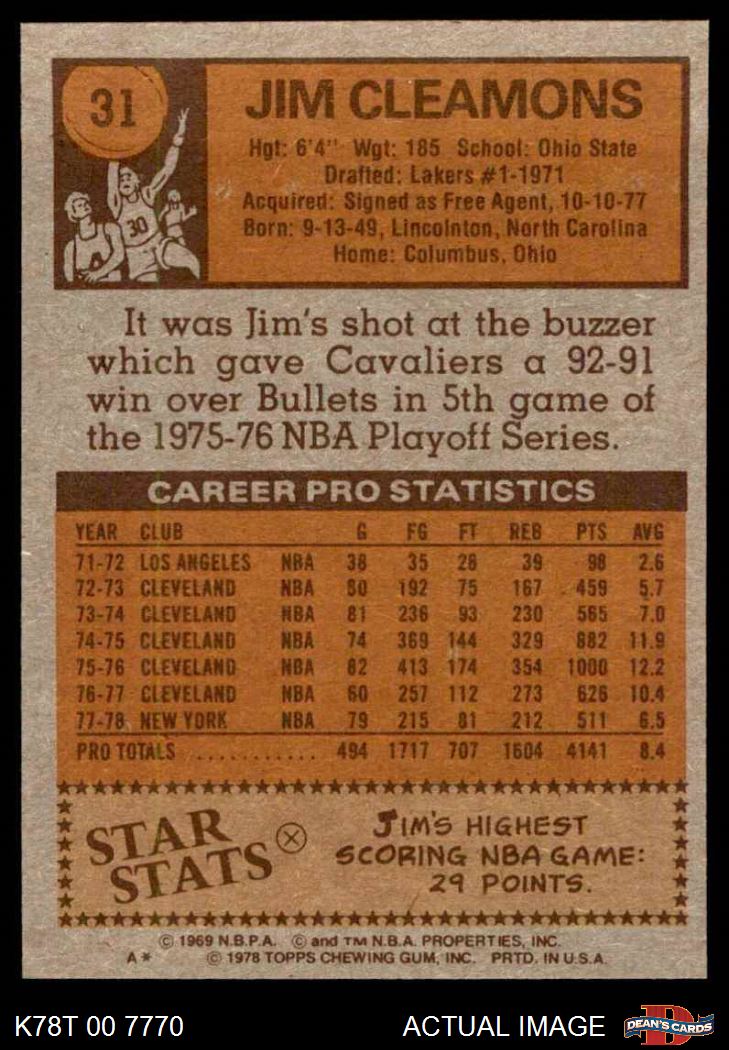 31
JIM CLEAMONS
Hgt: 6'4" Wgt: 185 School: Ohio State
Drafted: Lakers #1-1971
Acquired: Signed as Free Agent, 10-10-77
Born: 9-13-49, Lincolnton, North Carolina
Home: Columbus, Ohio
30
It was Jim's shot at the buzzer
which gave Cavaliers a 92-91
win over Bullets in 5th game of
the 1975-76 NBA Playoff Series.
CAREER PRO STATISTICS
YEAR CLUB G FG FT REB PTS AVG
71-72 LOS ANGELES NBA 38 35 28 39 98 2.6
72-73 CLEVELAND NBA 80 192 75 167 459 5.7
73-74 CLEVELAND NBA 81 236 93 230 565 7.0
74-75 CLEVELAND NBA 74 369 144 329 882 11.9
75-76 CLEVELAND NBA 82 413 174 354 1000 12.2
76-77 CLEVELAND NBA 60 257 112 273 626 10.4
77-78 NEW YORK NBA 79 215 81 212 511 6.5
PRO TOTALS ........... 494 1717 707 1604 4141 8.4
STAR
STATS
JIM'S HIGHEST
SCORING NBA GAME:
29 POINTS.
© 1969 N.B.P.A. © and TM N.B.A. PROPERTIES, INC.
A* © 1978 TOPPS CHEWING GUM, INC. PRTD. IN U.S.A.
K78T 00 7770
ACTUAL IMAGE
DEAN'S CARDS